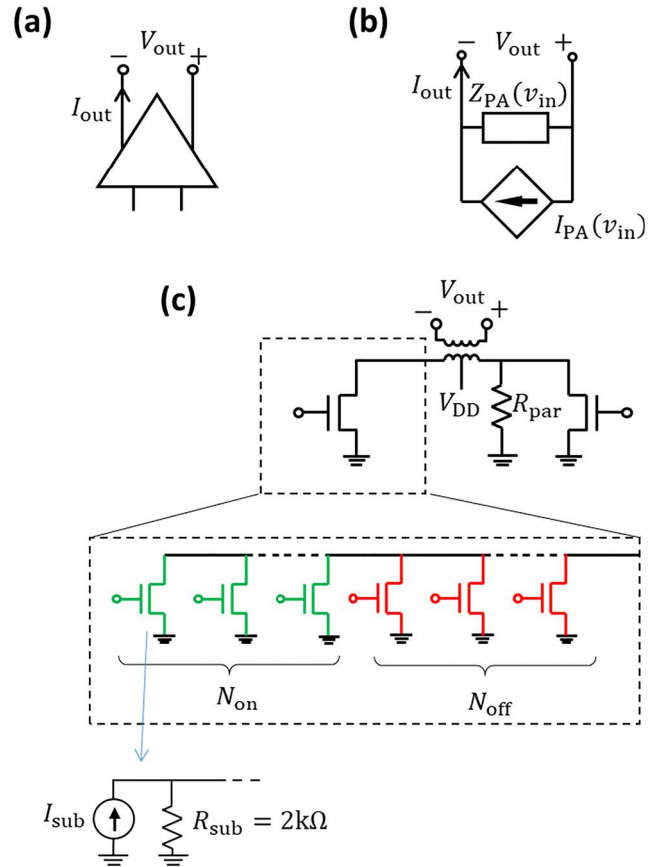 (a)
− V_out +
I_out
(b)
− V_out +
I_out
Z_PA(v_in)
I_PA(v_in)
(c)
V_out
− +
V_DD
R_par
N_on
N_off
I_sub
R_sub = 2kΩ